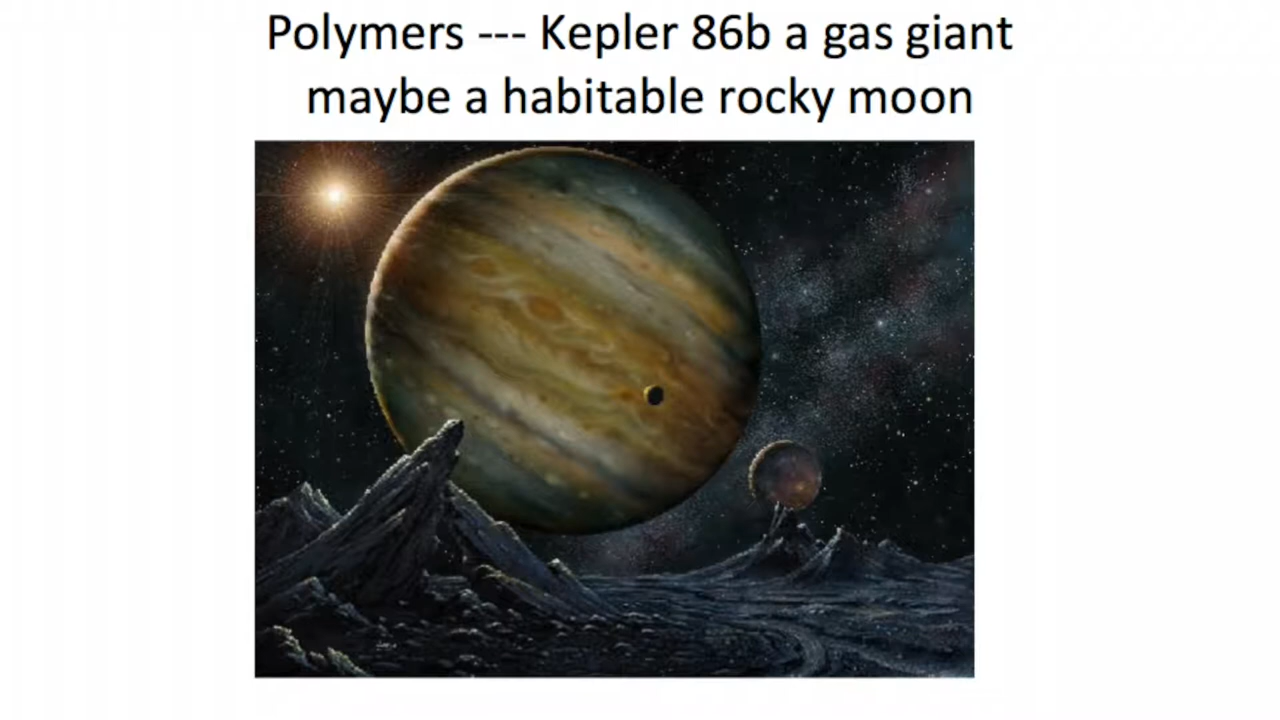 Polymers --- Kepler 86b a gas giant
maybe a habitable rocky moon